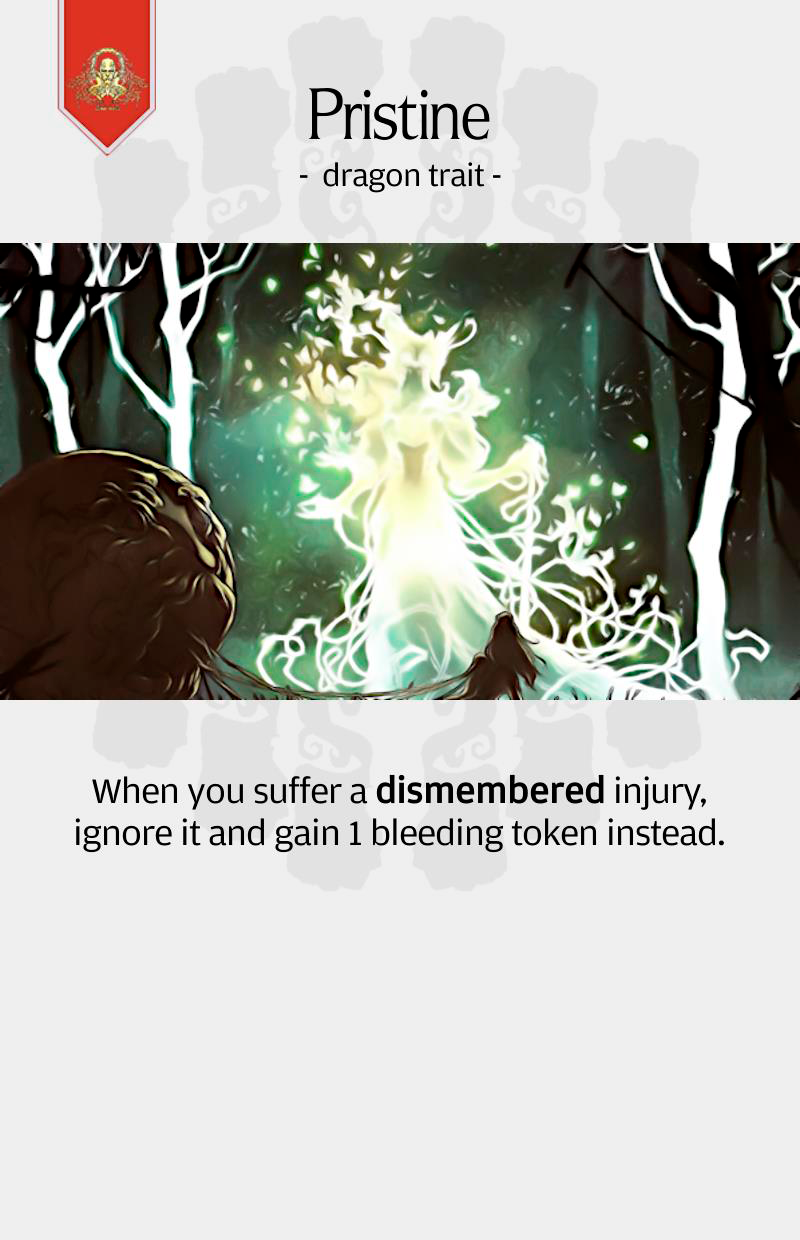 Pristine
- dragon trait -
When you suffer a dismembered injury,
ignore it and gain 1 bleeding token instead.